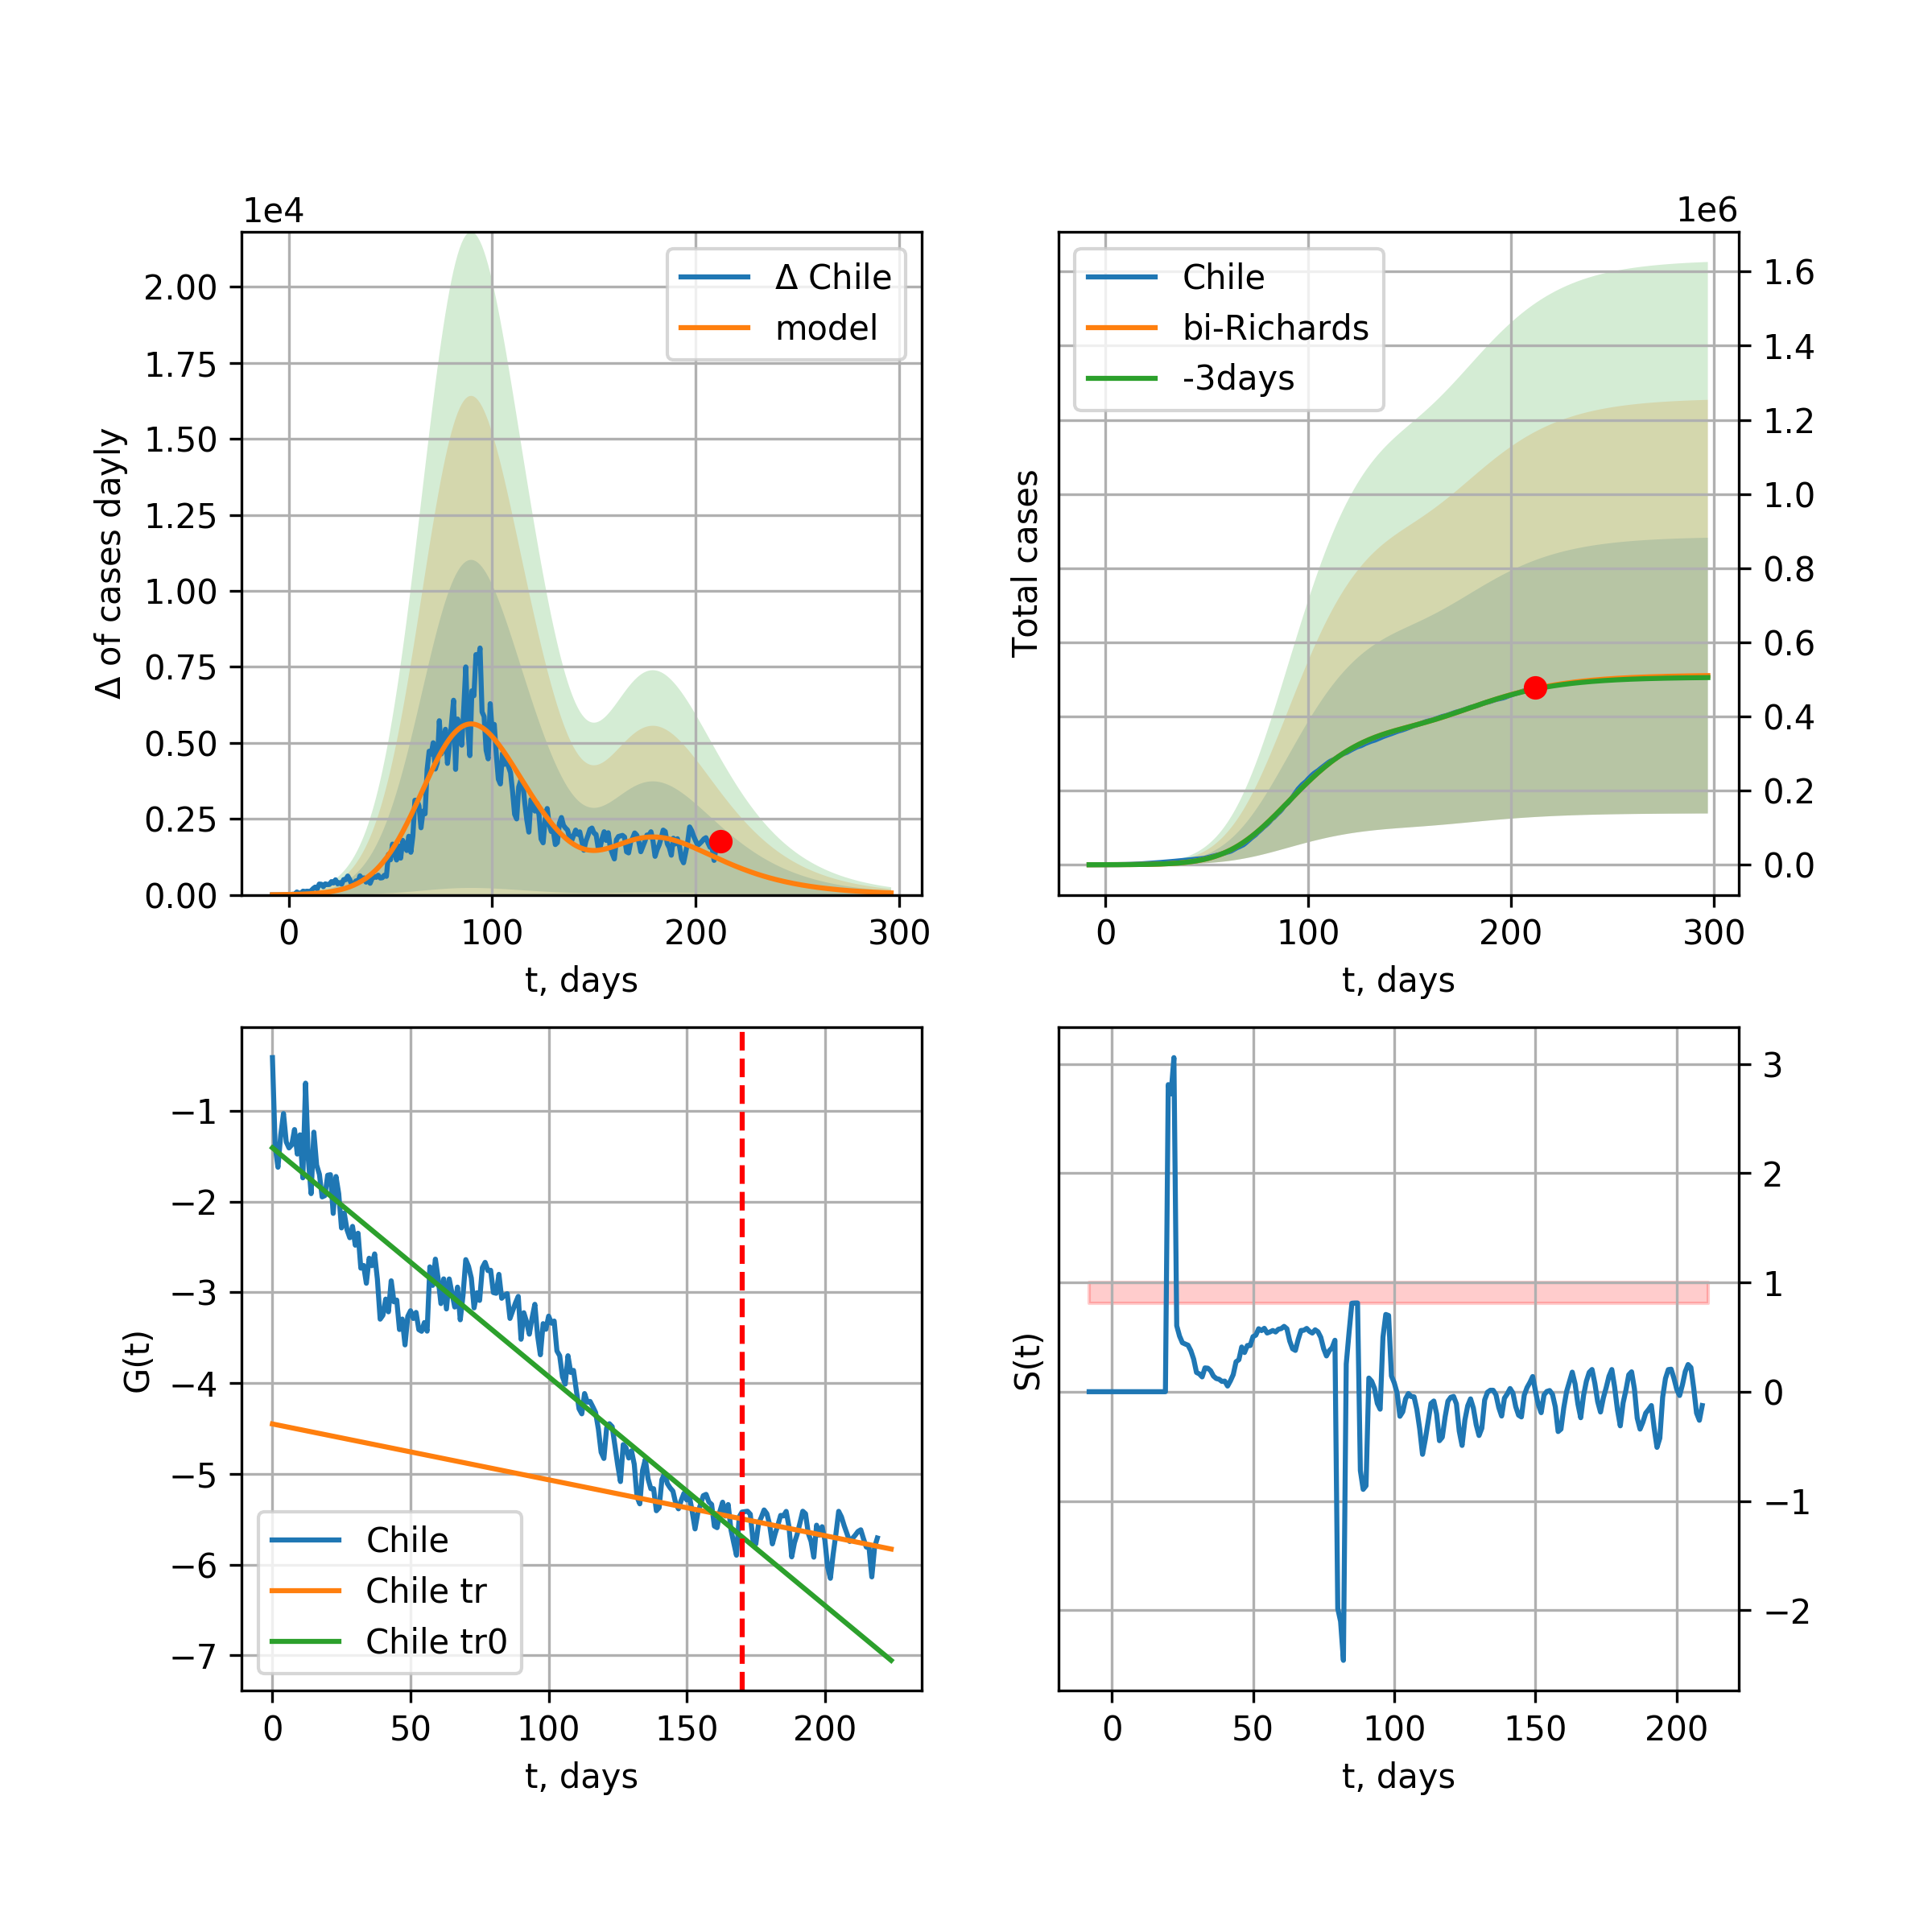 1e4
Δ of cases dayly
2.00
1.75
1.50
1.25
1.00
0.75
0.50
0.25
0.00
0 100 200 300
t, days
Δ Chile
model
1e6
Total cases
1.6
1.4
1.2
1.0
0.8
0.6
0.4
0.2
0.0
0 100 200 300
t, days
Chile
bi-Richards
-3days
G(t)
−1
−2
−3
−4
−5
−6
−7
0 50 100 150 200
t, days
Chile
Chile tr
Chile tr0
S(t)
3
2
1
0
−1
−2
0 50 100 150 200
t, days